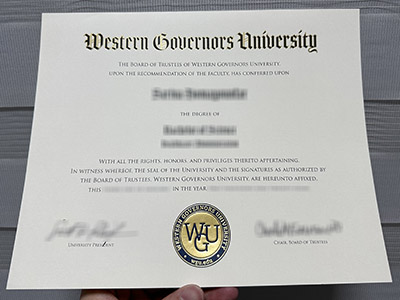 Western Governors University
THE BOARD OF TRUSTEES OF WESTERN GOVERNORS UNIVERSITY,
UPON THE RECOMMENDATION OF THE FACULTY, HAS CONFERRED UPON
THE DEGREE OF
Bachelor of Science
WITH ALL THE RIGHTS, HONORS, AND PRIVILEGES THERETO APPERTAINING.
IN WITNESS WHEREOF, THE SEAL OF THE UNIVERSITY AND THE SIGNATURES AS AUTHORIZED BY
THE BOARD OF TRUSTEES, WESTERN GOVERNORS UNIVERSITY, ARE HEREUNTO AFFIXED.
THIS IN THE YEAR
WESTERN GOVERNORS UNIVERSITY
WGU
UNIVERSITY PRESIDENT
CHAIR, BOARD OF TRUSTEES